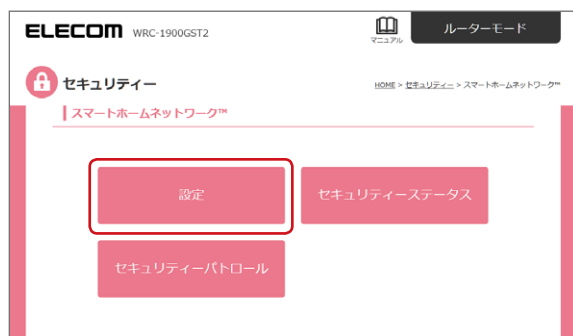 ELECOM WRC-1900GST2
マニュアル
ルーターモード
セキュリティー
HOME > セキュリティー > スマートホームネットワーク™
スマートホームネットワーク™
設定
セキュリティーステータス
セキュリティーパトロール